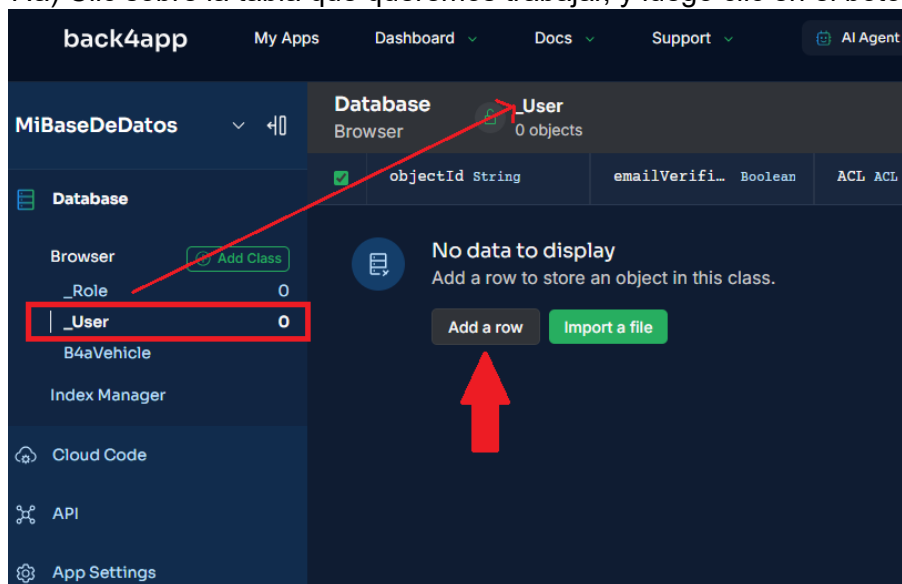 back4app My Apps Dashboard Docs Support AI Agent
MiBaseDeDatos
Database
Browser
_User
0 objects
objectId String emailVerifi... Boolean ACL ACL
Database
Browser Add Class
_Role 0
_User 0
B4aVehicle
Index Manager
Cloud Code
API
App Settings
No data to display
Add a row to store an object in this class.
Add a row Import a file